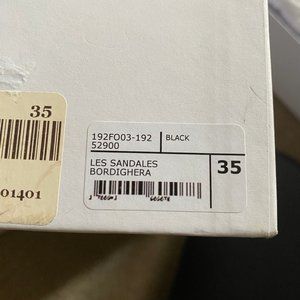 35
01401
192FO03-192
52900
BLACK
LES SANDALES
BORDIGHERA
35